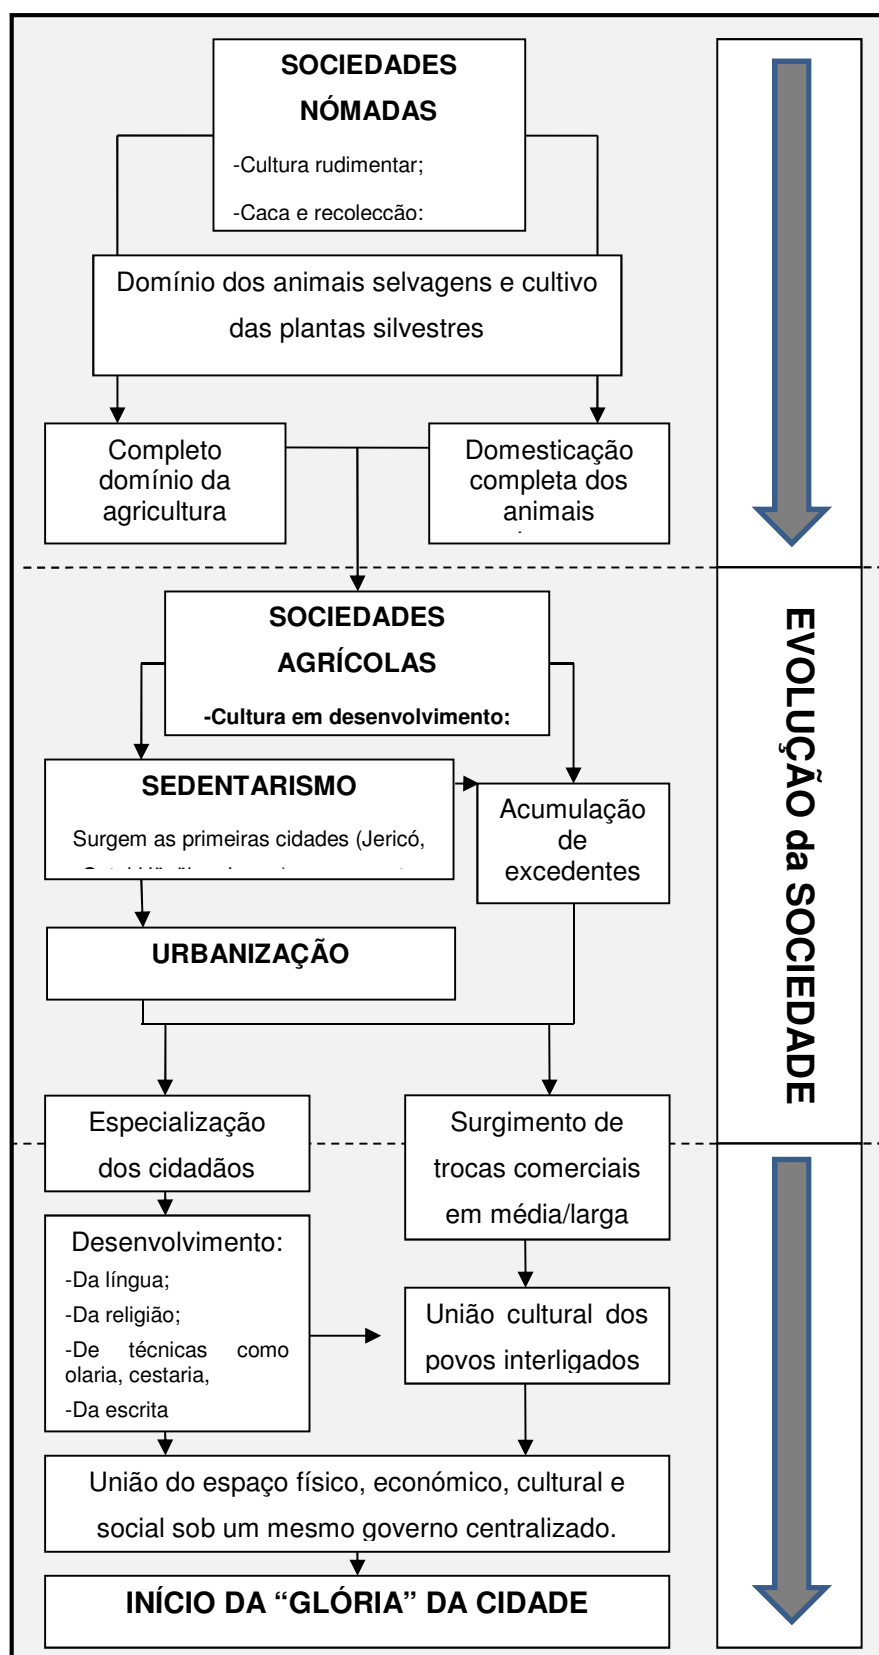 SOCIEDADES
NÓMADAS
-Cultura rudimentar;
-Caca e recolecção:
Domínio dos animais selvagens e cultivo
das plantas silvestres
Completo
domínio da
agricultura
Domesticação
completa dos
animais
SOCIEDADES
AGRÍCOLAS
-Cultura em desenvolvimento:
SEDENTARISMO
Surgem as primeiras cidades (Jericó,
Acumulação
de
excedentes
URBANIZAÇÃO
EVOLUÇÃO da SOCIEDADE
Especialização
dos cidadãos
Surgimento de
trocas comerciais
em média/larga
Desenvolvimento:
-Da língua;
-Da religião;
-De técnicas como
olaria, cestaria,
-Da escrita
União cultural dos
povos interligados
União do espaço físico, económico, cultural e
social sob um mesmo governo centralizado.
INÍCIO DA “GLÓRIA” DA CIDADE